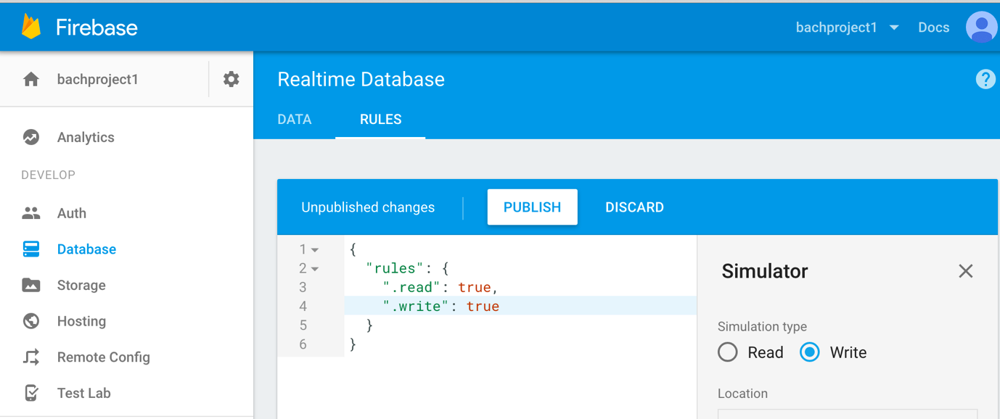 Firebase
bachproject1 Docs
bachproject1
Realtime Database
?
DATA RULES
Analytics
DEVELOP
Auth
Database
Storage
Hosting
Remote Config
Test Lab
Unpublished changes PUBLISH DISCARD
1 {
2 "rules": {
3 ".read": true,
4 ".write": true
5 }
6 }
Simulator
Simulation type
Read Write
Location